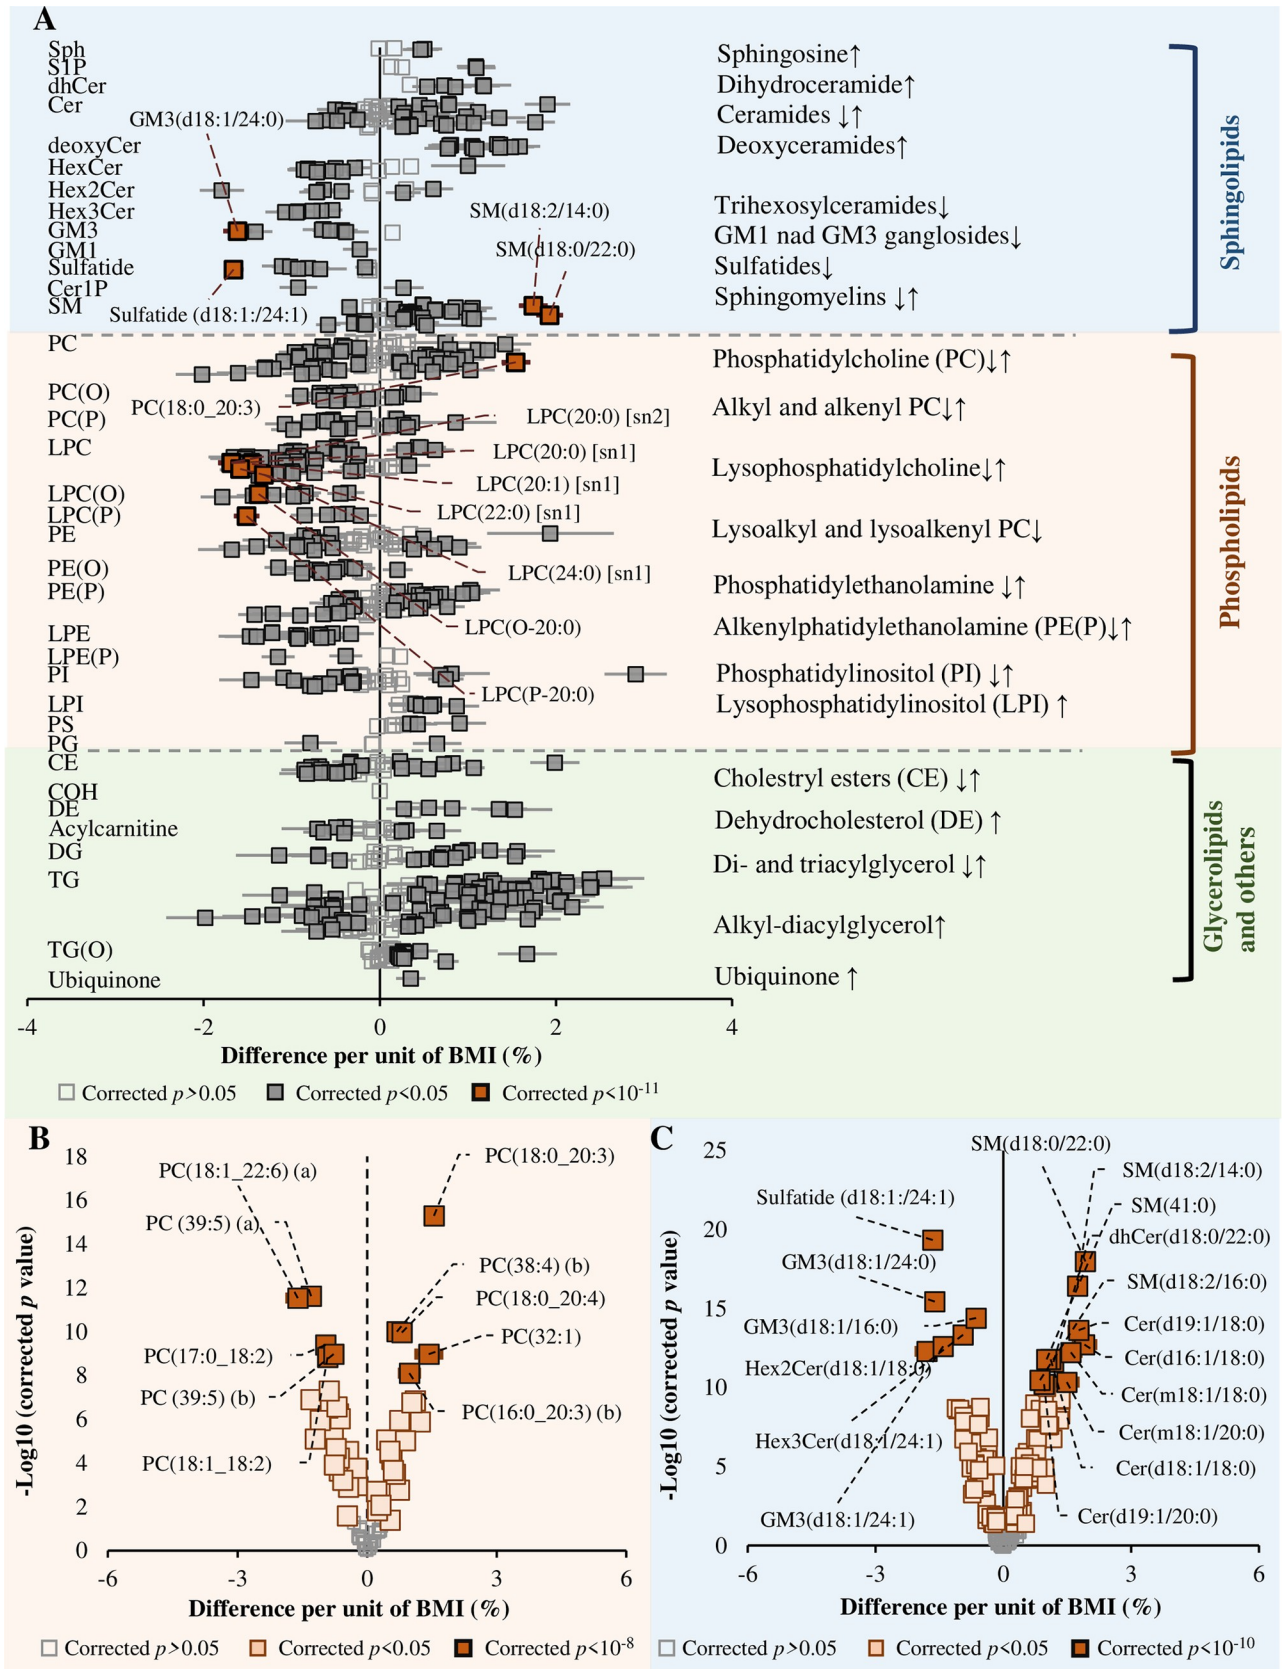 A
Sph
S1P
dhCer
Cer
GM3(d18:1/24:0)
deoxyCer
HexCer
Hex2Cer
Hex3Cer
GM3
GM1
Sulfatide
Cer1P
SM
Sulfatide (d18:1:/24:1)
SM(d18:2/14:0)
SM(d18:0/22:0)
Sphingosine↑
Dihydroceramide↑
Ceramides ↓↑
Deoxyceramides↑
Trihexosylceramides↓
GM1 nad GM3 ganglosides↓
Sulfatides↓
Sphingomyelins ↓↑
Sphingolipids
PC
PC(O)
PC(18:0_20:3)
PC(P)
LPC
LPC(O)
LPC(P)
PE
PE(O)
PE(P)
LPE
LPE(P)
PI
LPI
PS
PG
LPC(20:0) [sn2]
LPC(20:0) [sn1]
LPC(20:1) [sn1]
LPC(22:0) [sn1]
LPC(24:0) [sn1]
LPC(O-20:0)
LPC(P-20:0)
Phosphatidylcholine (PC)↓↑
Alkyl and alkenyl PC↓↑
Lysophosphatidylcholine↓↑
Lysoalkyl and lysoalkenyl PC↓
Phosphatidylethanolamine ↓↑
Alkenylphatidylethanolamine (PE(P)↓↑
Phosphatidylinositol (PI) ↓↑
Lysophosphatidylinositol (LPI) ↑
Phospholipids
CE
COH
DE
Acylcarnitine
DG
TG
TG(O)
Ubiquinone
Cholestryl esters (CE) ↓↑
Dehydrocholesterol (DE) ↑
Di- and triacylglycerol ↓↑
Alkyl-diacylglycerol↑
Ubiquinone ↑
Glycerolipids
and others
-4 -2 0 2 4
Difference per unit of BMI (%)
Corrected p>0.05 Corrected p<0.05 Corrected p<10-11
B
-Log10 (corrected p value)
18
16
14
12
10
8
6
4
2
0
PC(18:1_22:6) (a)
PC (39:5) (a)
PC(17:0_18:2)
PC (39:5) (b)
PC(18:1_18:2)
PC(18:0_20:3)
PC(38:4) (b)
PC(18:0_20:4)
PC(32:1)
PC(16:0_20:3) (b)
-6 -3 0 3 6
Difference per unit of BMI (%)
Corrected p>0.05 Corrected p<0.05 Corrected p<10-8
C
-Log10 (corrected p value)
25
20
15
10
5
0
Sulfatide (d18:1:/24:1)
GM3(d18:1/24:0)
GM3(d18:1/16:0)
Hex2Cer(d18:1/18:0)
Hex3Cer(d18:1/24:1)
GM3(d18:1/24:1)
SM(d18:0/22:0)
SM(d18:2/14:0)
SM(41:0)
dhCer(d18:0/22:0)
SM(d18:2/16:0)
Cer(d19:1/18:0)
Cer(d16:1/18:0)
Cer(m18:1/18:0)
Cer(m18:1/20:0)
Cer(d18:1/18:0)
Cer(d19:1/20:0)
-6 -3 0 3 6
Difference per unit of BMI (%)
Corrected p>0.05 Corrected p<0.05 Corrected p<10-10